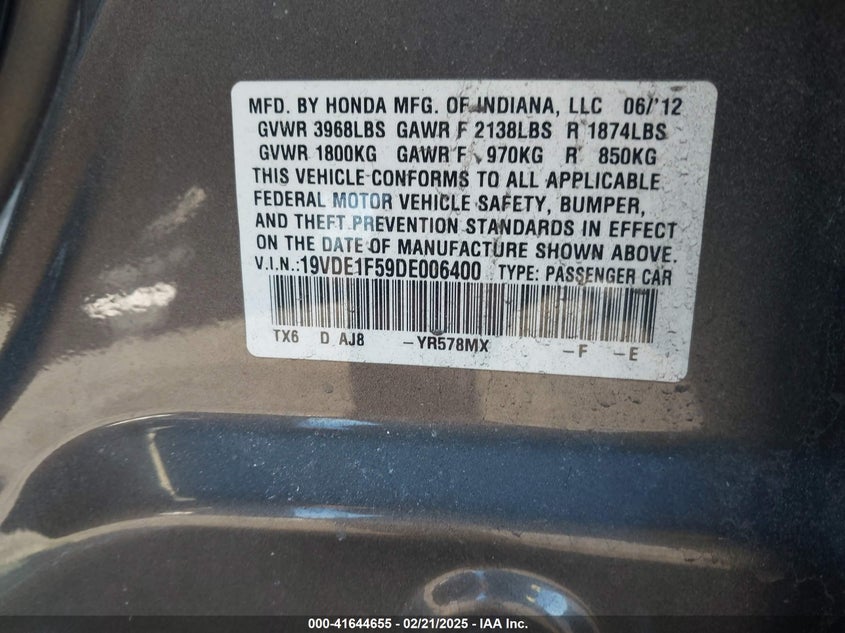 MFD. BY HONDA MFG. OF INDIANA, LLC 06/'12
GVWR 3968LBS GAWR F 2138LBS R 1874LBS
GVWR 1800KG GAWR F 970KG R 850KG
THIS VEHICLE CONFORMS TO ALL APPLICABLE
FEDERAL MOTOR VEHICLE SAFETY, BUMPER,
AND THEFT PREVENTION STANDARDS IN EFFECT
ON THE DATE OF MANUFACTURE SHOWN ABOVE.
V.I.N.:19VDE1F59DE006400 TYPE: PASSENGER CAR
TX6 D AJ8 –YR578MX –F –E
000-41644655 - 02/21/2025 - IAA Inc.